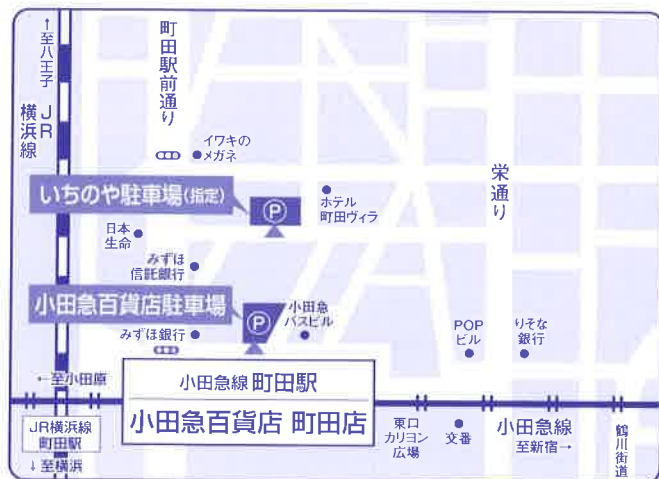 ↑至八王子
JR
横浜線
町田駅前通り
イワキの
メガネ
栄通り
いちのや駐車場(指定)
P
ホテル
町田ヴィラ
日本
生命
みずほ
信託銀行
小田急百貨店駐車場
P
小田急
バスビル
みずほ銀行
POP
ビル
りそな
銀行
←至小田原
小田急線 町田駅
小田急百貨店 町田店
JR横浜線
町田駅
↓至横浜
東口
カリヨン
広場
交番
小田急線
至新宿→
鶴川街道